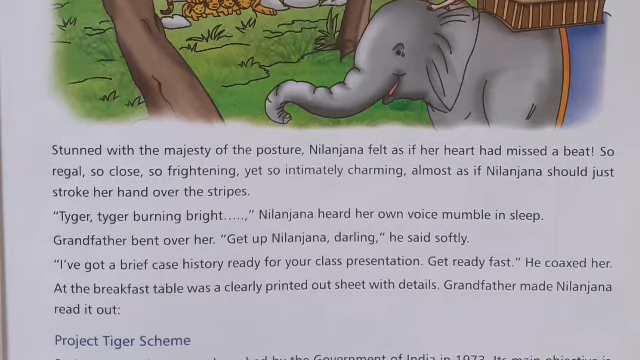 Stunned with the majesty of the posture, Nilanjana felt as if her heart had missed a beat! So
regal, so close, so frightening, yet so intimately charming, almost as if Nilanjana should just
stroke her hand over the stripes.
“Tyger, tyger burning bright.....,” Nilanjana heard her own voice mumble in sleep.
Grandfather bent over her. “Get up Nilanjana, darling,” he said softly.
“I’ve got a brief case history ready for your class presentation. Get ready fast.” He coaxed her.
At the breakfast table was a clearly printed out sheet with details. Grandfather made Nilanjana
read it out:
Project Tiger Scheme
by the Government of India in 1973. Its main objective is